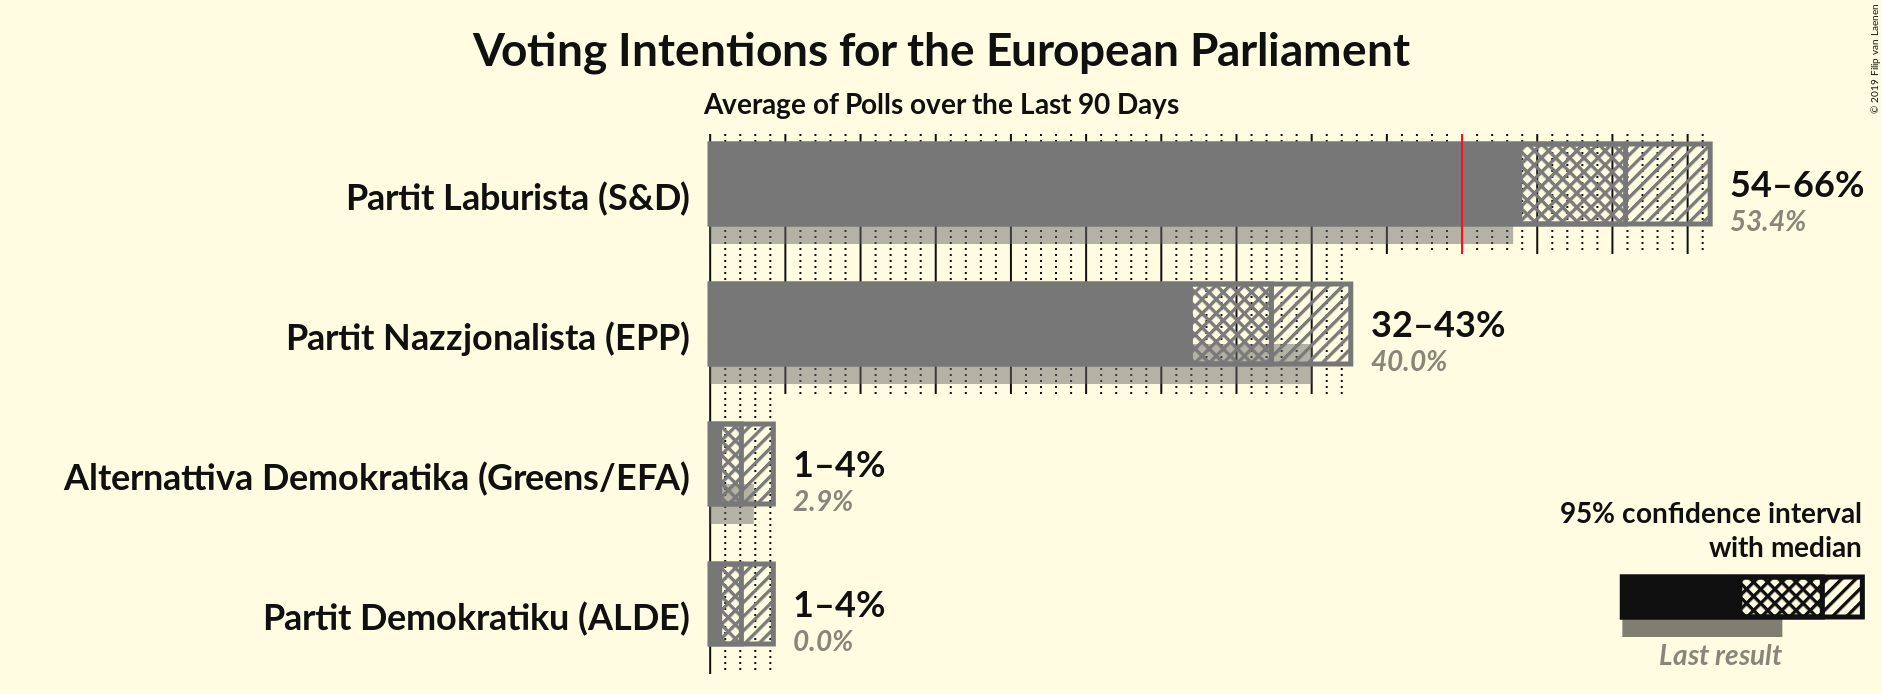 Voting Intentions for the European Parliament
Average of Polls over the Last 90 Days
© 2019 Filip van Laenen
Partit Laburista (S&D)
54–66%
53.4%
Partit Nazzjonalista (EPP)
32–43%
40.0%
Alternattiva Demokratika (Greens/EFA)
1–4%
2.9%
Partit Demokratiku (ALDE)
1–4%
0.0%
95% confidence interval
with median
Last result